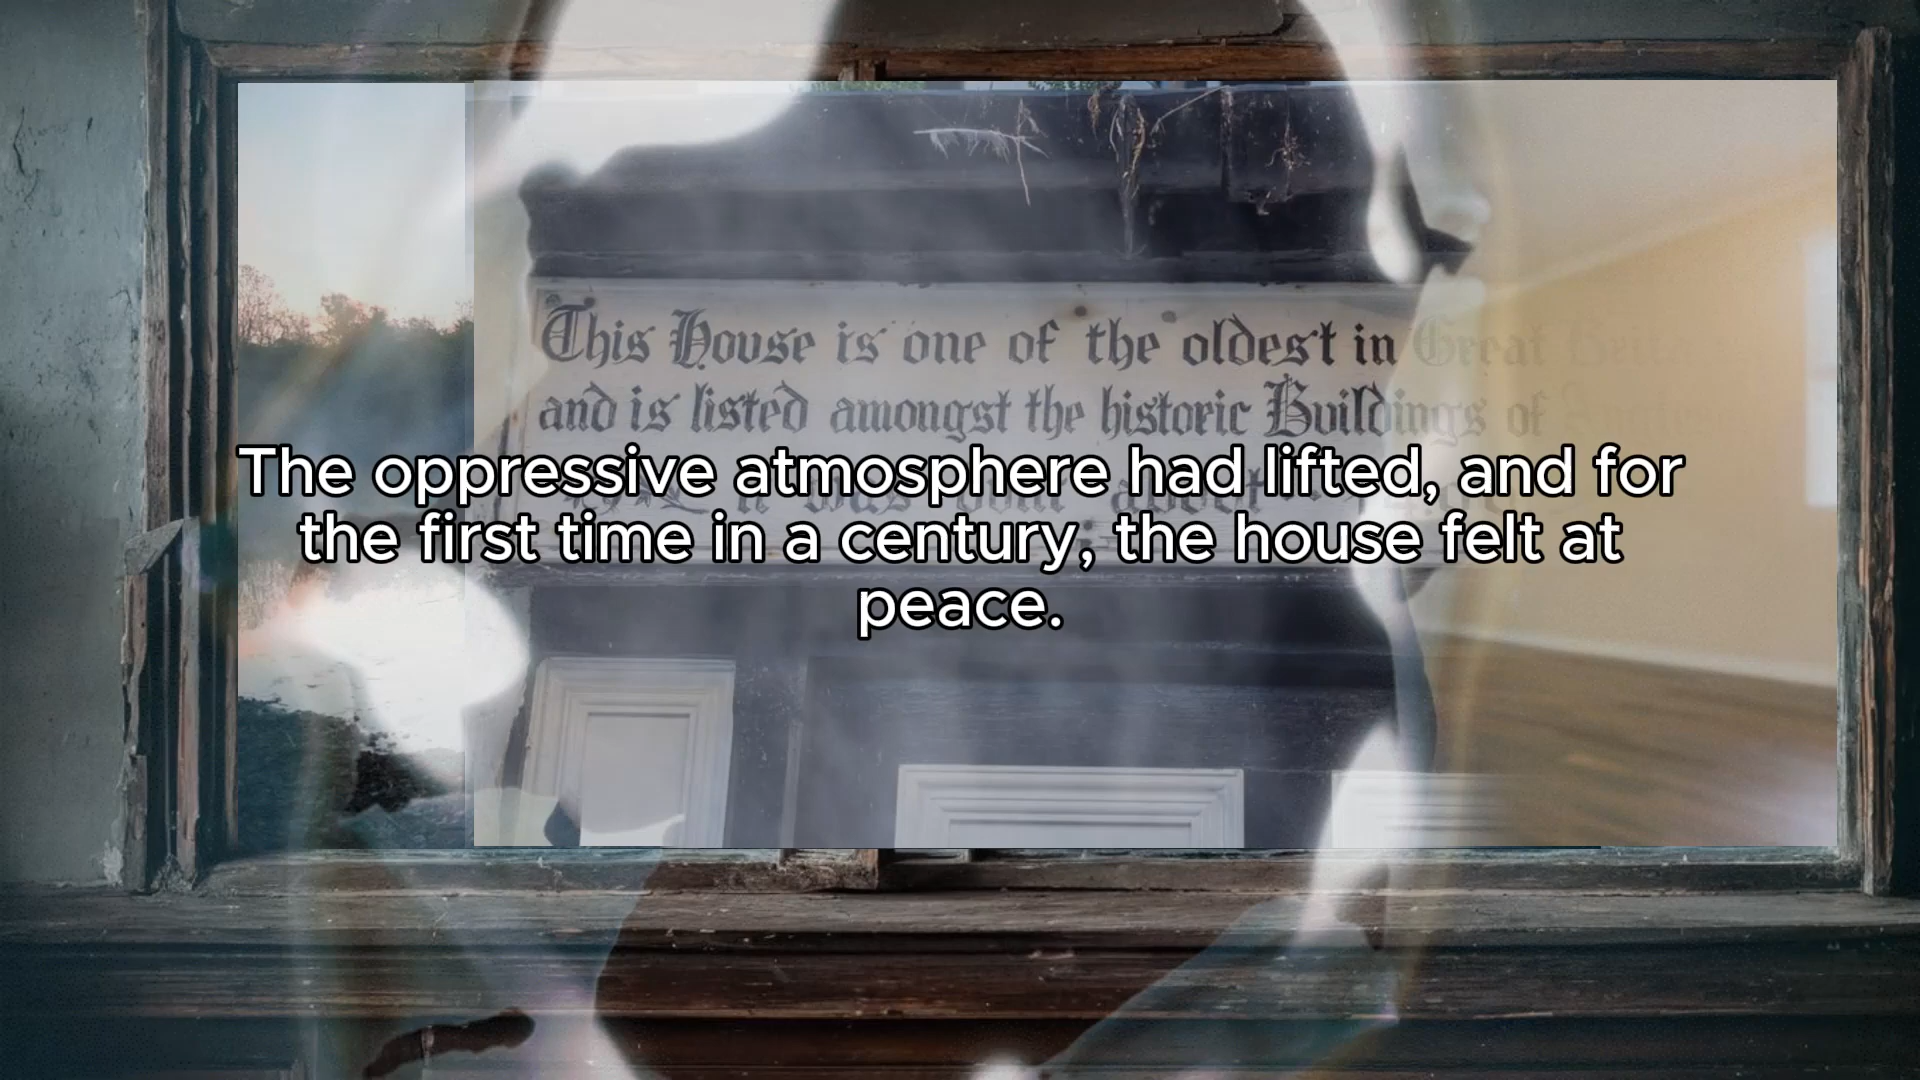 This House is one of the oldest in Great
and is listed amongst the historic Buildings of
The oppressive atmosphere had lifted, and for
the first time in a century, the house felt at
peace.